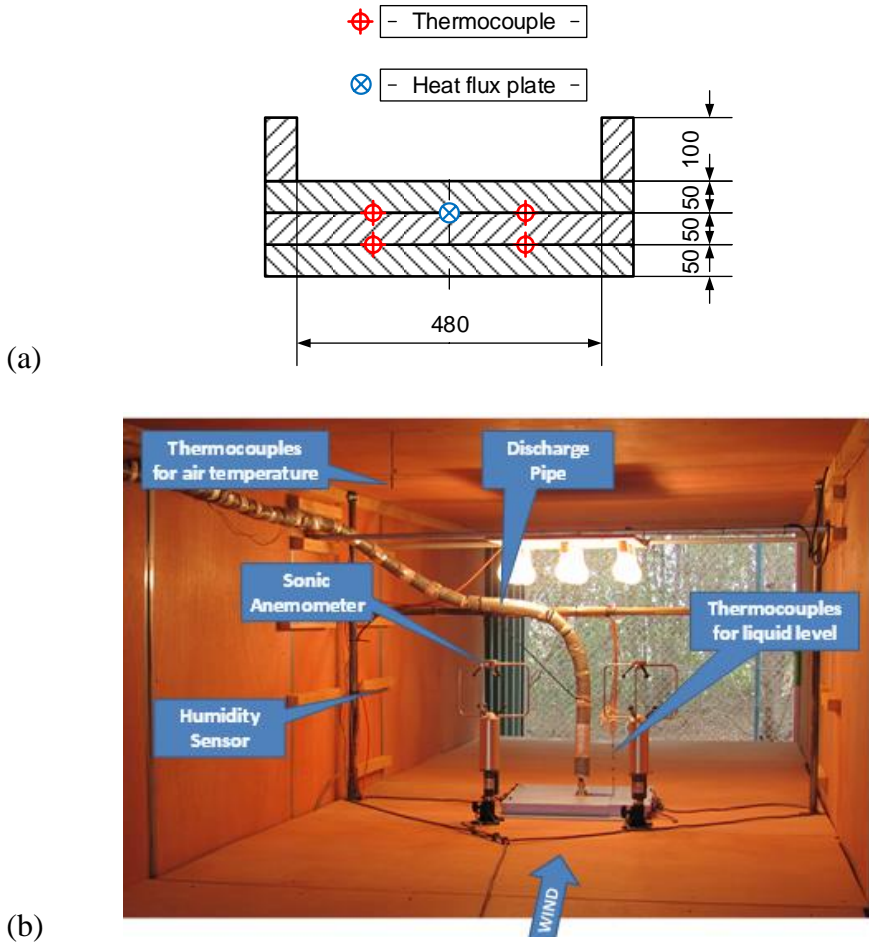 - Thermocouple -
- Heat flux plate -
100
50
50
50
480
(a)
Thermocouples
for air temperature
Discharge
Pipe
Sonic
Anemometer
Thermocouples
for liquid level
Humidity
Sensor
WIND
(b)